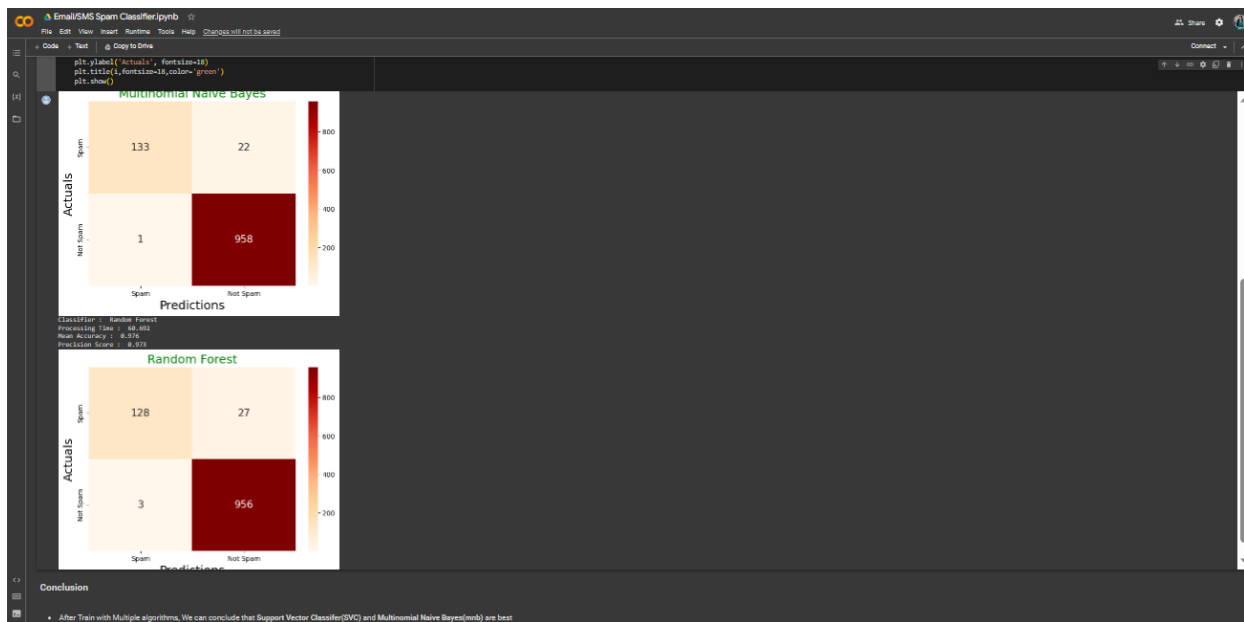 Email/SMS Spam Classifier.ipynb
Share
File Edit View Insert Runtime Tools Help Changes will not be saved
+ Code + Text Copy to Drive
Connect
plt.ylabel('Actuals', fontsize=18)
plt.title(i,fontsize=18,color='green')
plt.show()
Multinomial Naive Bayes
Actuals
Spam
133 22
Not Spam
1 958
800
600
400
200
Spam Not Spam
Predictions
Classifier : Random Forest
Processing Time : 60.692
Mean Accuracy : 0.976
Precision Score : 0.973
Random Forest
Actuals
Spam
128 27
Not Spam
3 956
800
600
400
200
Spam Not Spam
Predictions
Conclusion
After Train with Multiple algorithms, We can conclude that Support Vector Classifer(SVC) and Multinomial Naive Bayes(mnb) are best